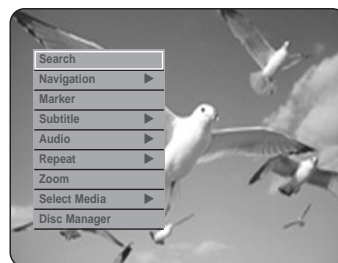 Search
Navigation
Marker
Subtitle
Audio
Repeat
Zoom
Select Media
Disc Manager